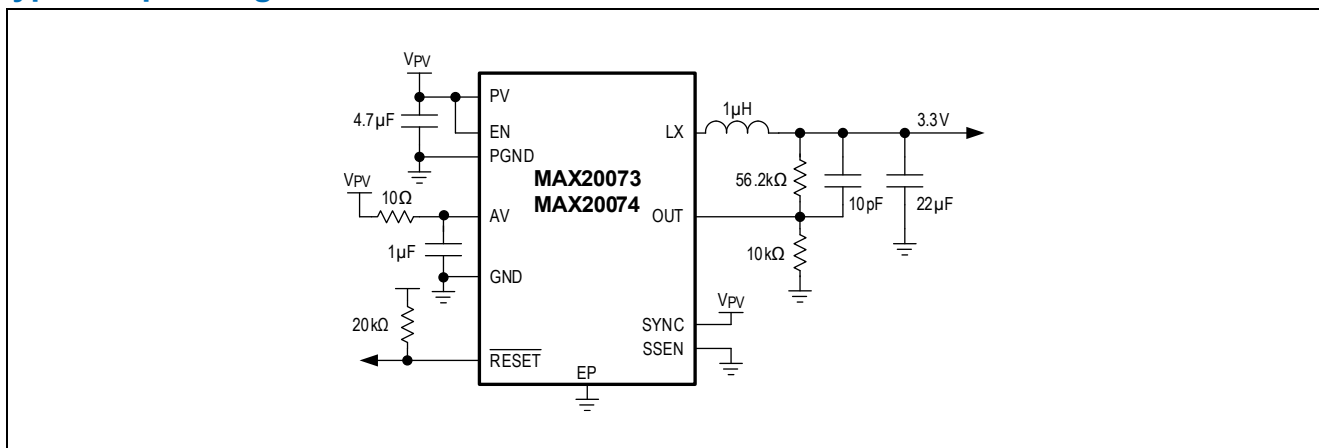 VPV
PV
4.7µF
EN
PGND
VPV
10Ω
AV
1µF
GND
20kΩ
RESET
EP
MAX20073
MAX20074
LX
1µH
3.3V
56.2kΩ
10pF
22µF
OUT
10kΩ
VPV
SYNC
SSEN